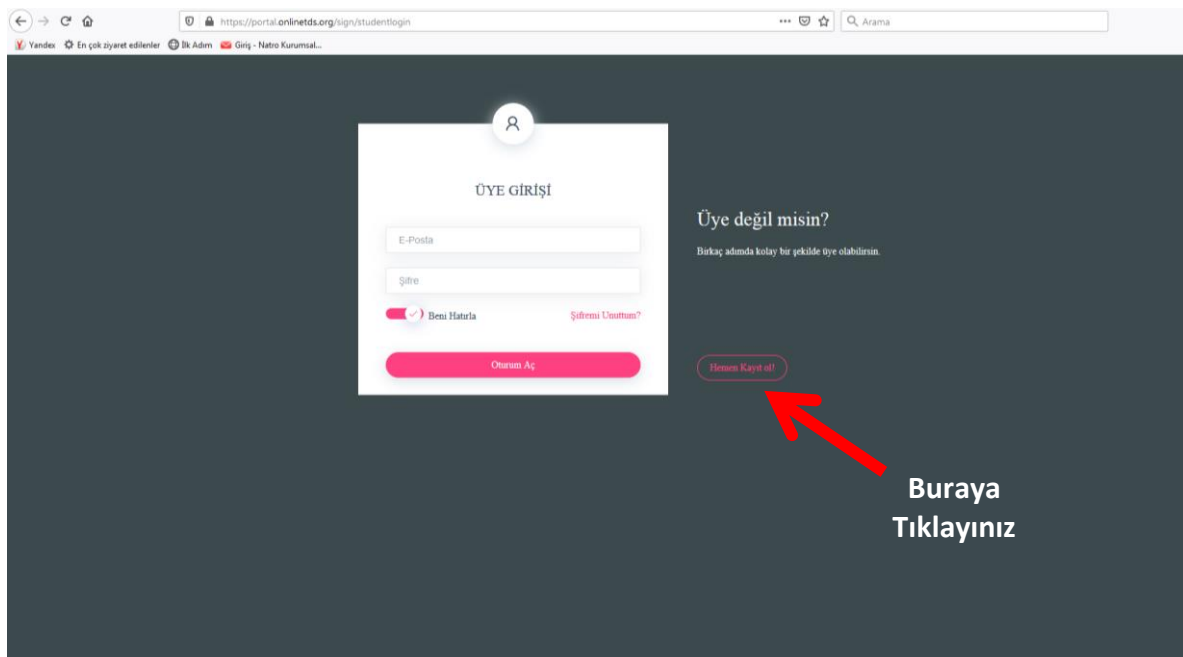 https://portal.onlinetds.org/sign/studentlogin
Arama
Yandex En çok ziyaret edilenler İlk Adım Giriş - Natro Kurumsal...
ÜYE GİRİŞİ
E-Posta
Şifre
Beni Hatırla
Şifremi Unuttum?
Oturum Aç
Üye değil misin?
Birkaç adımda kolay bir şekilde üye olabilirsin.
Hemen Kayıt ol!
Buraya
Tıklayınız